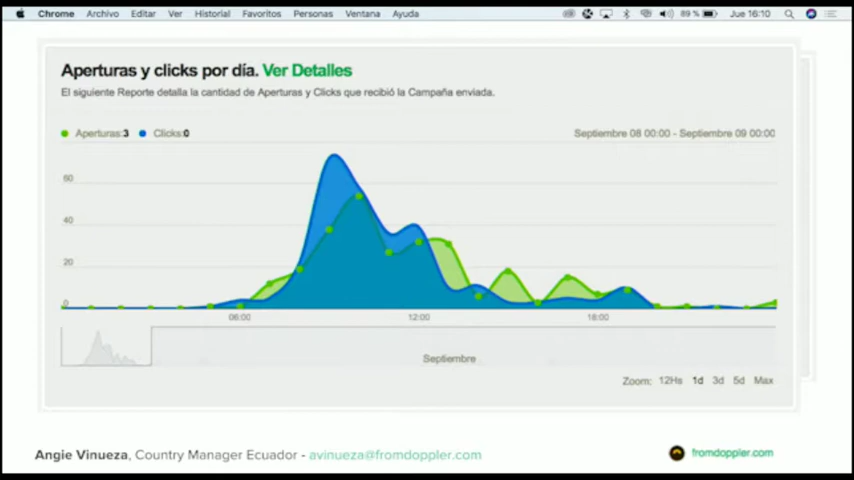 Chrome Archivo Editar Ver Historial Favoritos Personas Ventana Ayuda 89 % Jue 16:10
Aperturas y clicks por día. Ver Detalles
El siguiente Reporte detalla la cantidad de Aperturas y Clicks que recibió la Campaña enviada.
Aperturas:3 Clicks:0 Septiembre 08 00:00 - Septiembre 09 00:00
60
40
20
0
06:00 12:00 18:00
Septiembre
Zoom: 12Hs 1d 3d 5d Max
Angie Vinueza, Country Manager Ecuador - avinueza@fromdoppler.com
fromdoppler.com